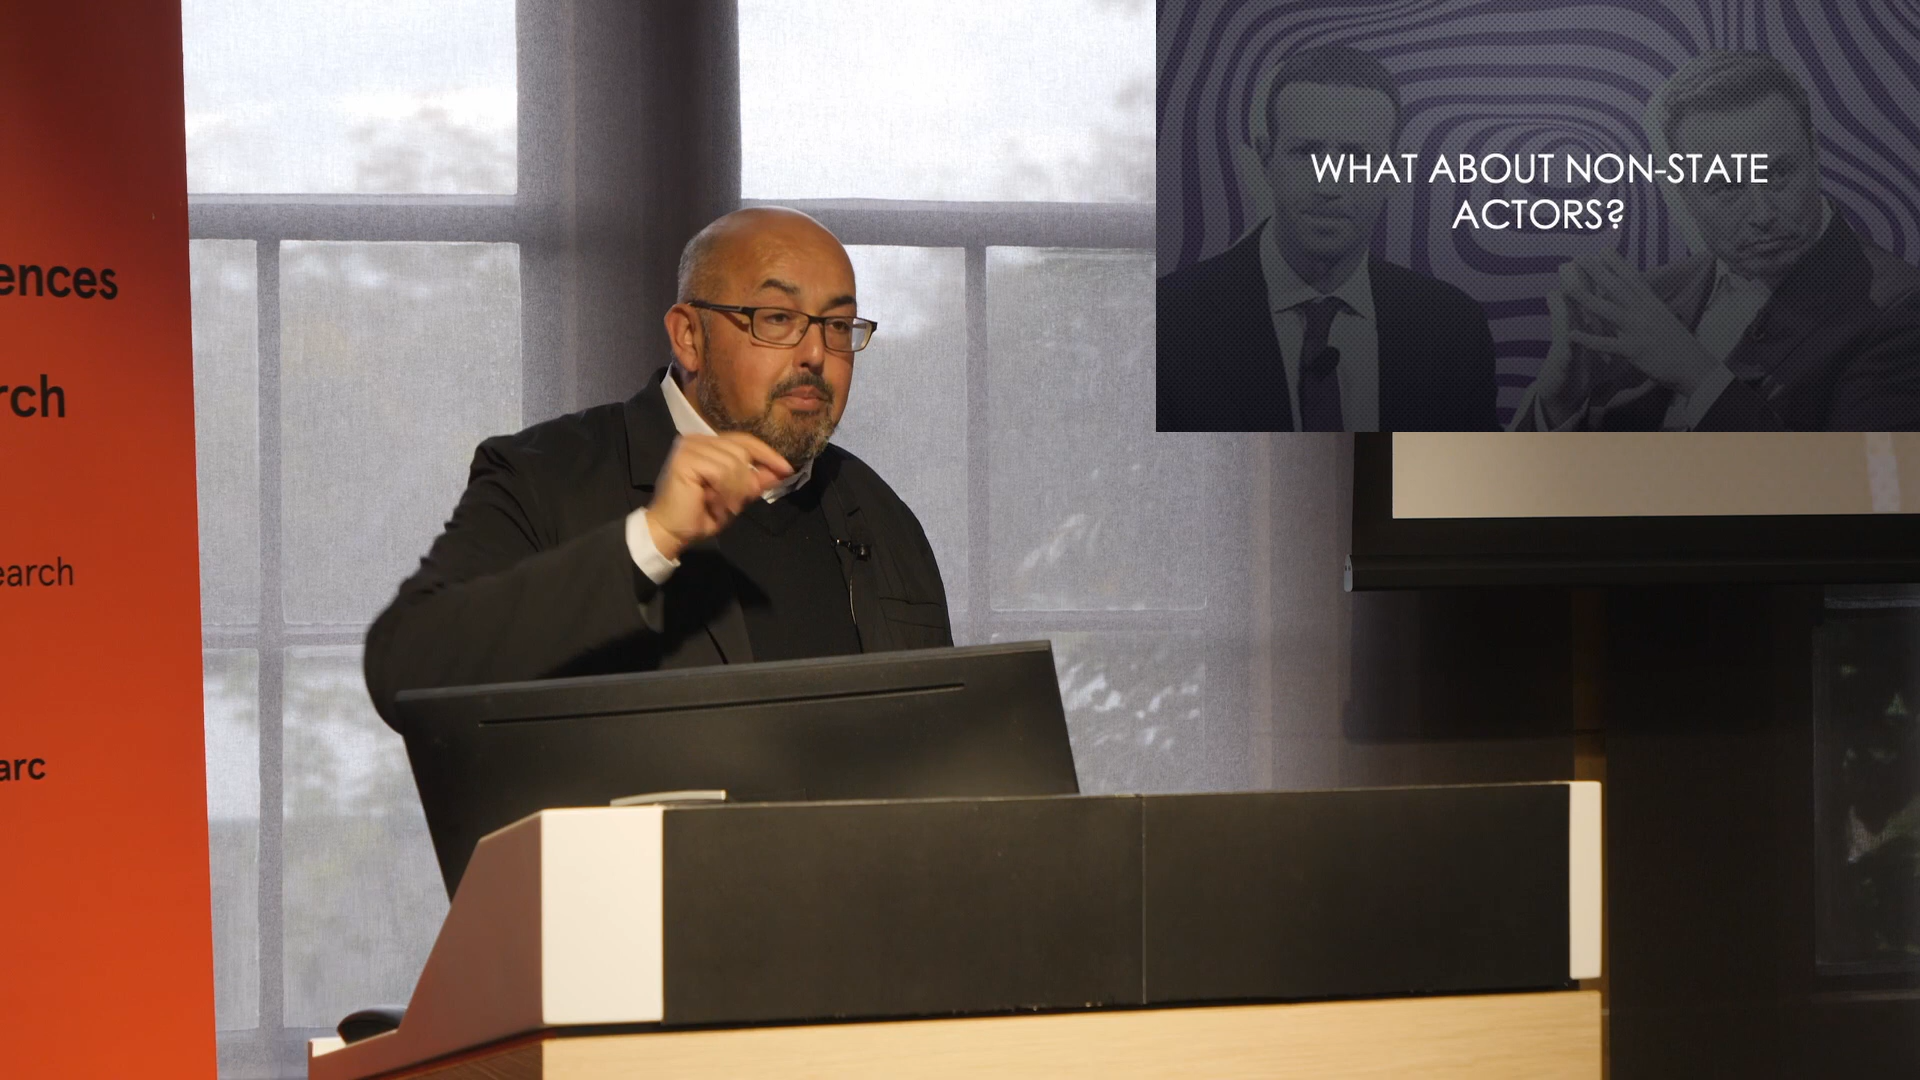 ences
rch
earch
arc
WHAT ABOUT NON-STATE
ACTORS?